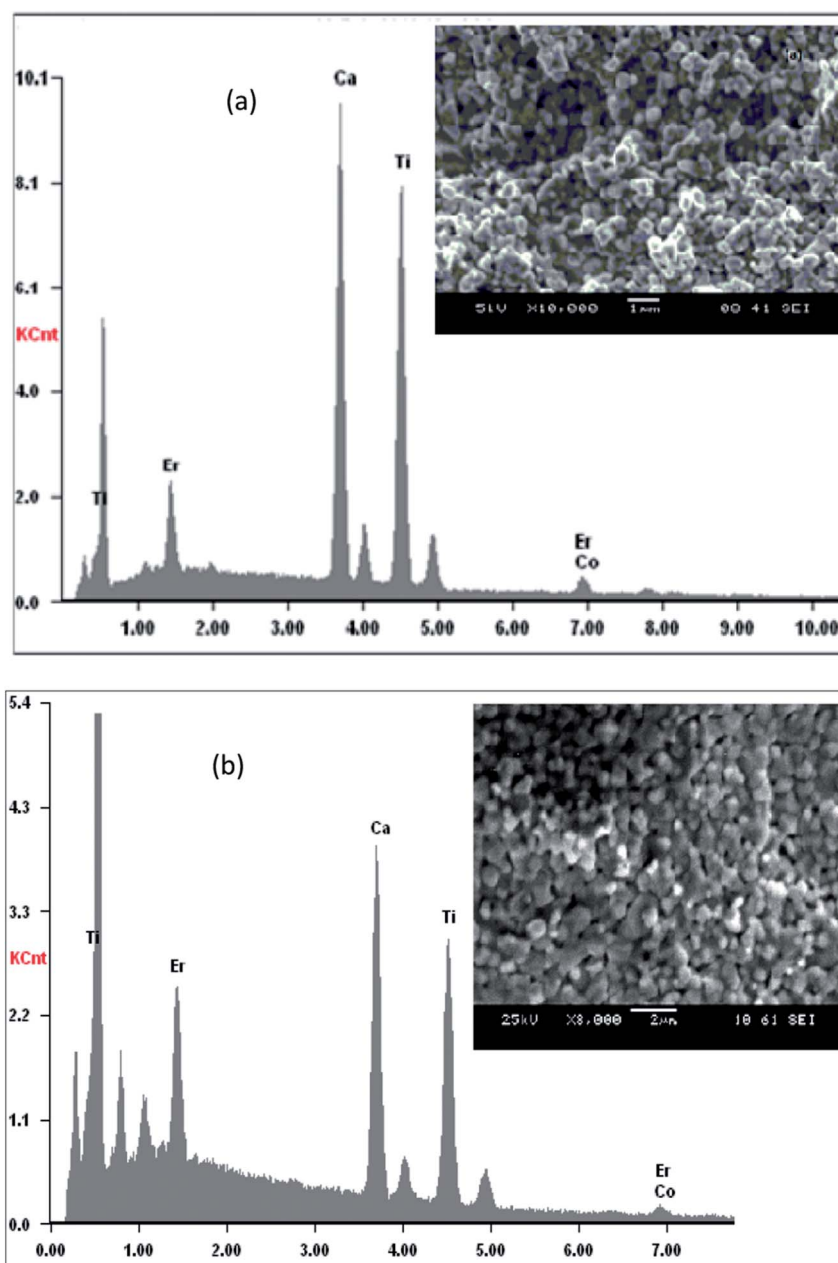 10.1
(a)
Ca
(a)
8.1
Ti
6.1
KCnt
5kV X10,000 1µm 08 41 SEI
4.0
Er
2.0
Ti
Er
Co
0.0
1.00 2.00 3.00 4.00 5.00 6.00 7.00 8.00 9.00 10.00
5.4
(b)
4.3
Ca
3.3
Ti
Ti
KCnt
Er
2.2
25kV X8,000 2µm 10 61 SEI
1.1
Er
Co
0.0
0.00 1.00 2.00 3.00 4.00 5.00 6.00 7.00